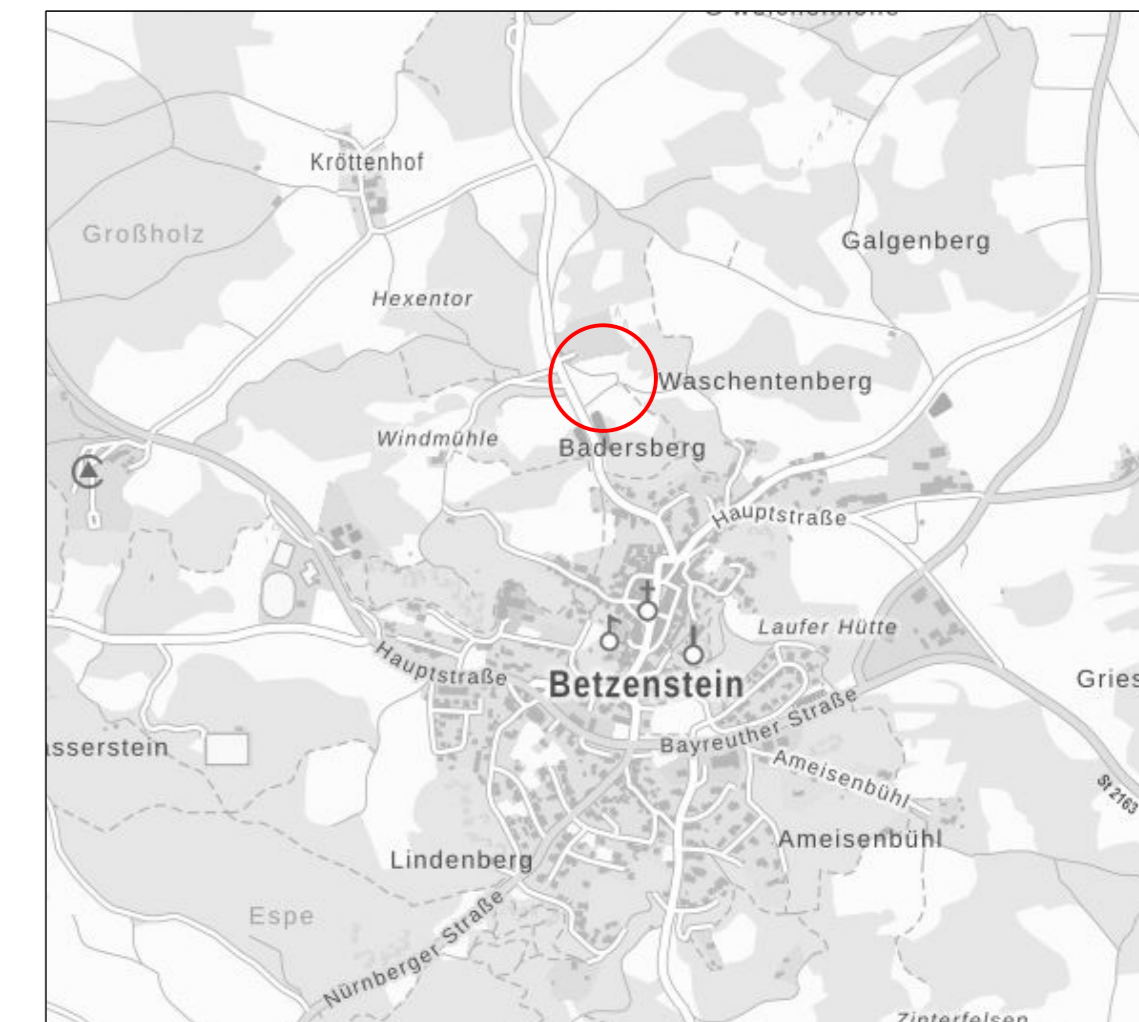 Kröttenhof
Großholz
Galgenberg
Hexentor
Waschentenberg
Windmühle
Badersberg
Hauptstraße
Laufer Hütte
Hauptstraße
Betzenstein
Gries
Bayreuther Straße
asserstein
Ameisenbühl
St 2163
Ameisenbühl
Lindenberg
Espe
Nürnberger Straße
Zinterfelsen